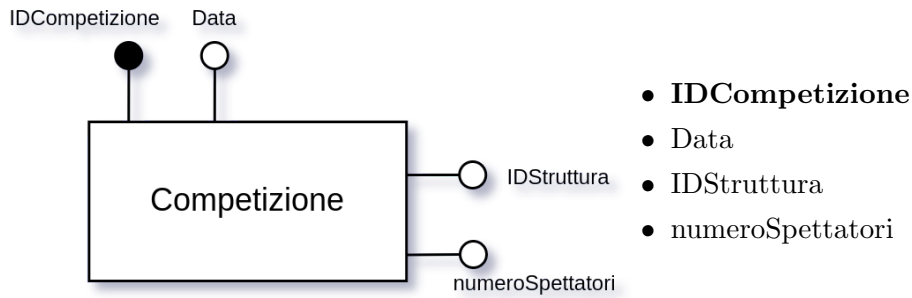 IDCompetizione Data
Competizione
IDStruttura
numeroSpettatori
• IDCompetizione
• Data
• IDStruttura
• numeroSpettatori